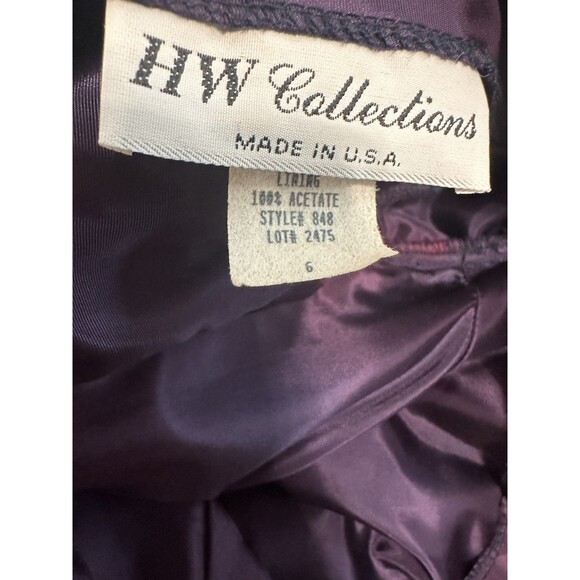 HW Collections
MADE IN U.S.A.
LINING
100% ACETATE
STYLE# 848
LOT# 2475
6